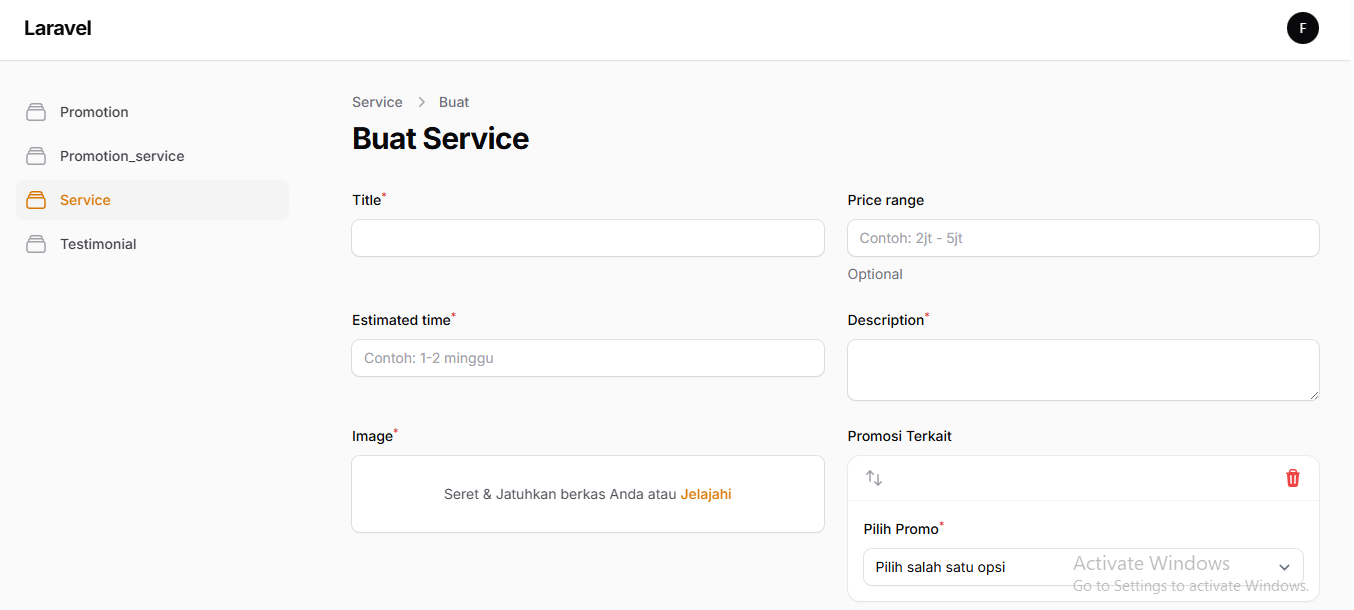 Laravel
F
Promotion
Promotion_service
Service
Testimonial
Service > Buat
Buat Service
Title*
Price range
Contoh: 2jt - 5jt
Optional
Estimated time*
Contoh: 1-2 minggu
Description*
Image*
Seret & Jatuhkan berkas Anda atau Jelajahi
Promosi Terkait
Pilih Promo*
Pilih salah satu opsi
Activate Windows
Go to Settings to activate Windows.